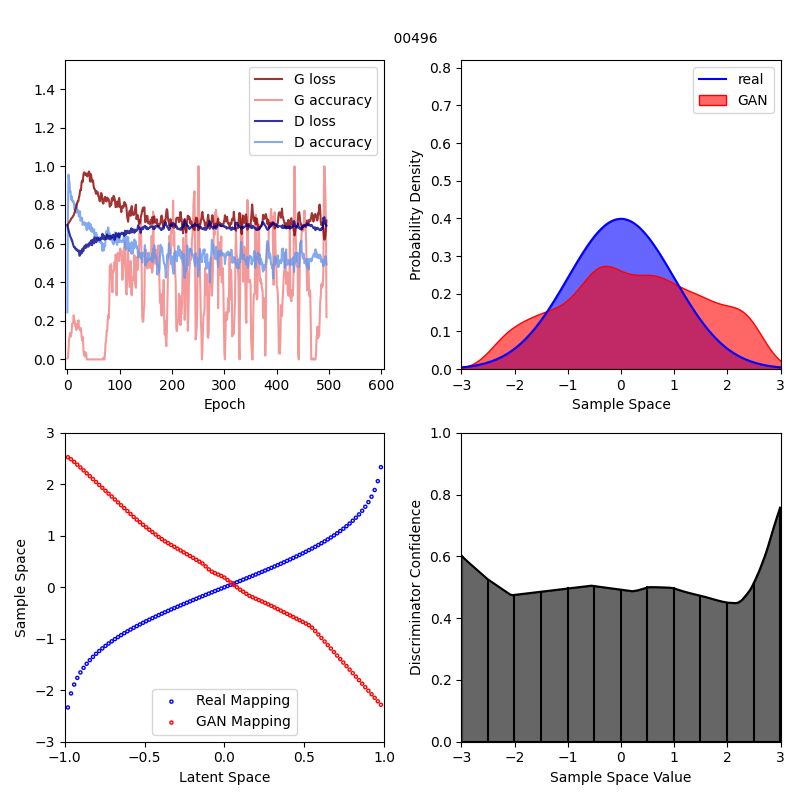 00496
G loss
G accuracy
D loss
D accuracy
1.4
1.2
1.0
0.8
0.6
0.4
0.2
0.0
0 100 200 300 400 500 600
Epoch
real
GAN
Probability Density
0.8
0.7
0.6
0.5
0.4
0.3
0.2
0.1
0.0
−3 −2 −1 0 1 2 3
Sample Space
Sample Space
3
2
1
0
−1
−2
−3
Real Mapping
GAN Mapping
−1.0 −0.5 0.0 0.5 1.0
Latent Space
Discriminator Confidence
1.0
0.8
0.6
0.4
0.2
0.0
−3 −2 −1 0 1 2 3
Sample Space Value